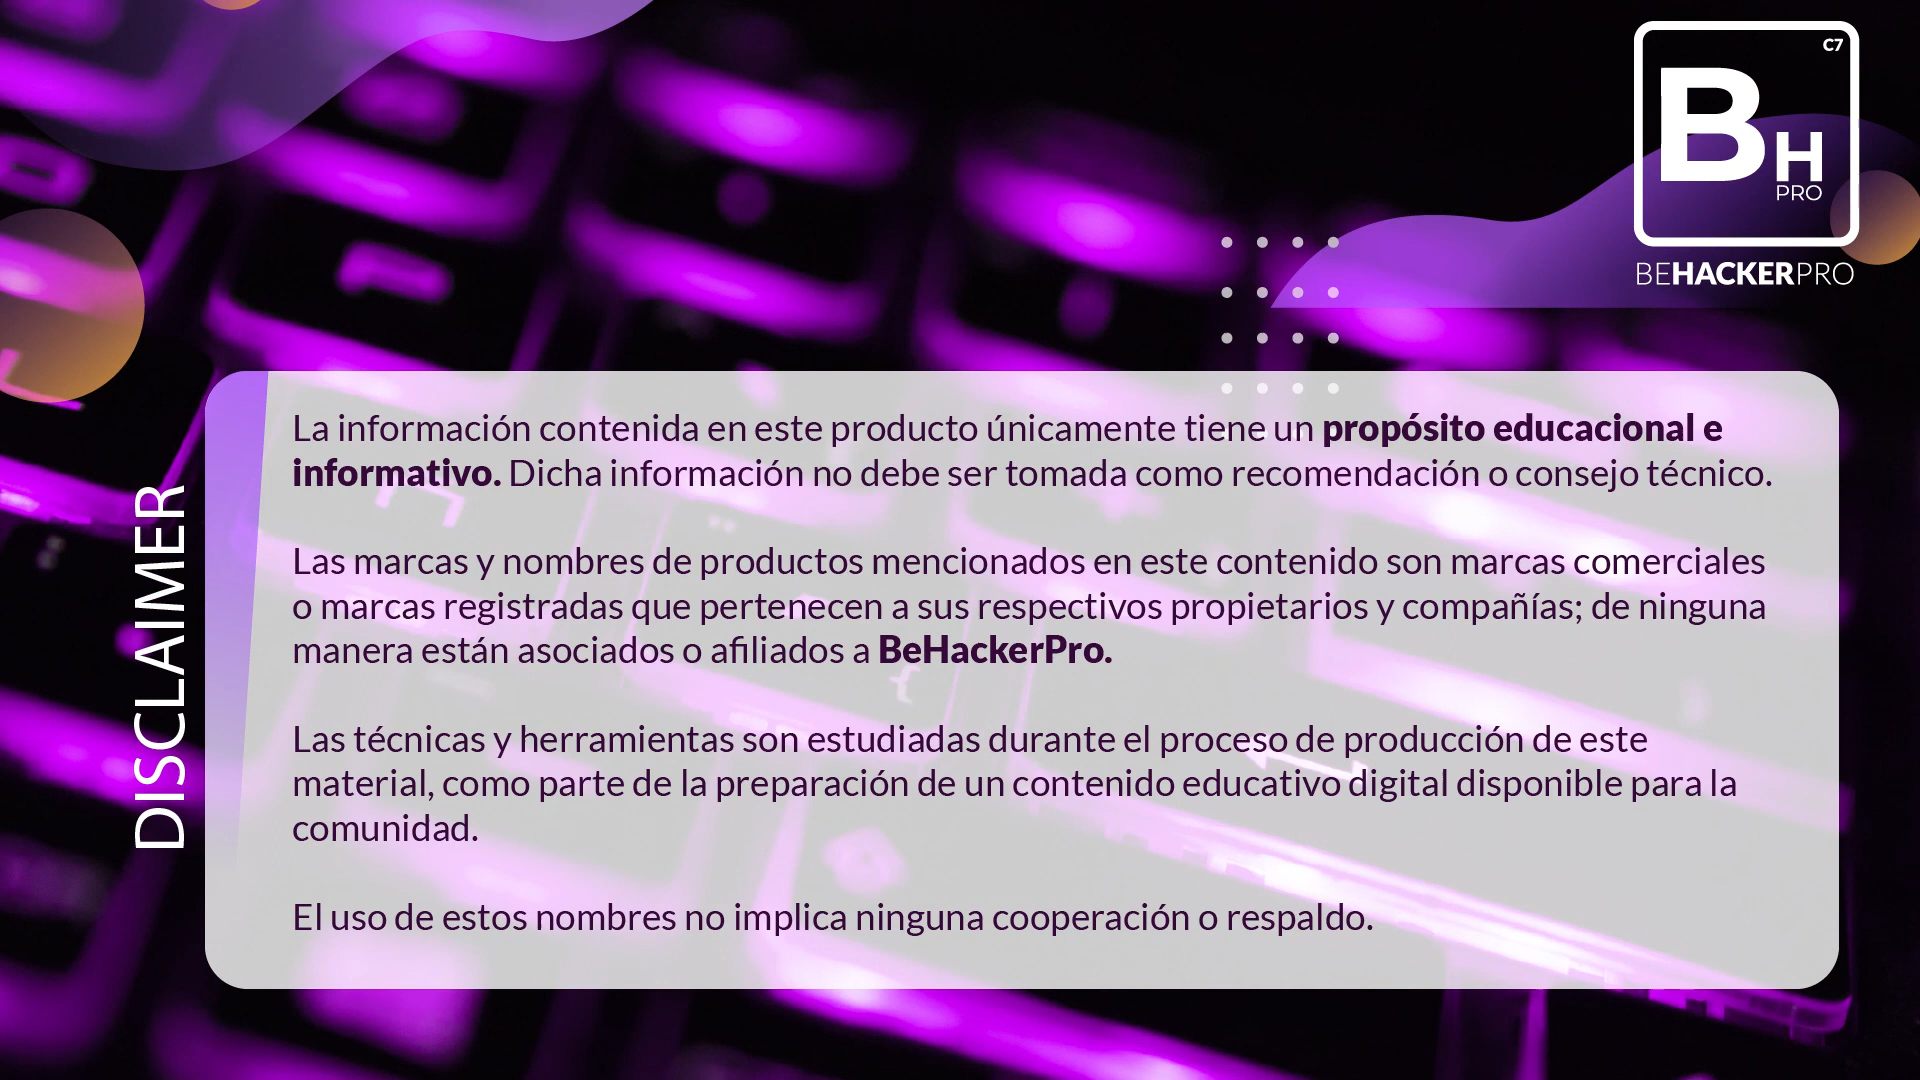 C7
BH
PRO
BEHACKERPRO
DISCLAIMER
La información contenida en este producto únicamente tiene un propósito educacional e
informativo. Dicha información no debe ser tomada como recomendación o consejo técnico.
Las marcas y nombres de productos mencionados en este contenido son marcas comerciales
o marcas registradas que pertenecen a sus respectivos propietarios y compañías; de ninguna
manera están asociados o afiliados a BeHackerPro.
Las técnicas y herramientas son estudiadas durante el proceso de producción de este
material, como parte de la preparación de un contenido educativo digital disponible para la
comunidad.
El uso de estos nombres no implica ninguna cooperación o respaldo.